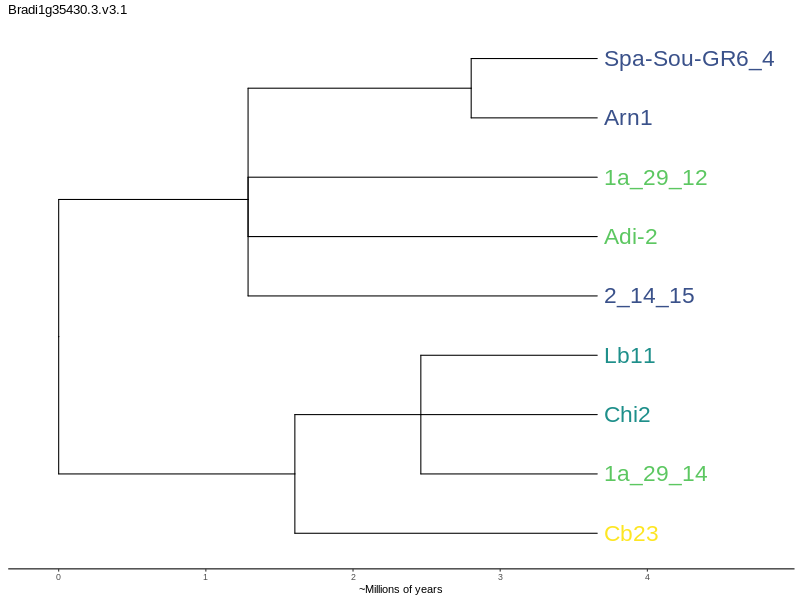 Bradi1g35430.3.v3.1
Spa-Sou-GR6_4
Arn1
1a_29_12
Adi-2
2_14_15
Lb11
Chi2
1a_29_14
Cb23
0 1 2 3 4
~Millions of years